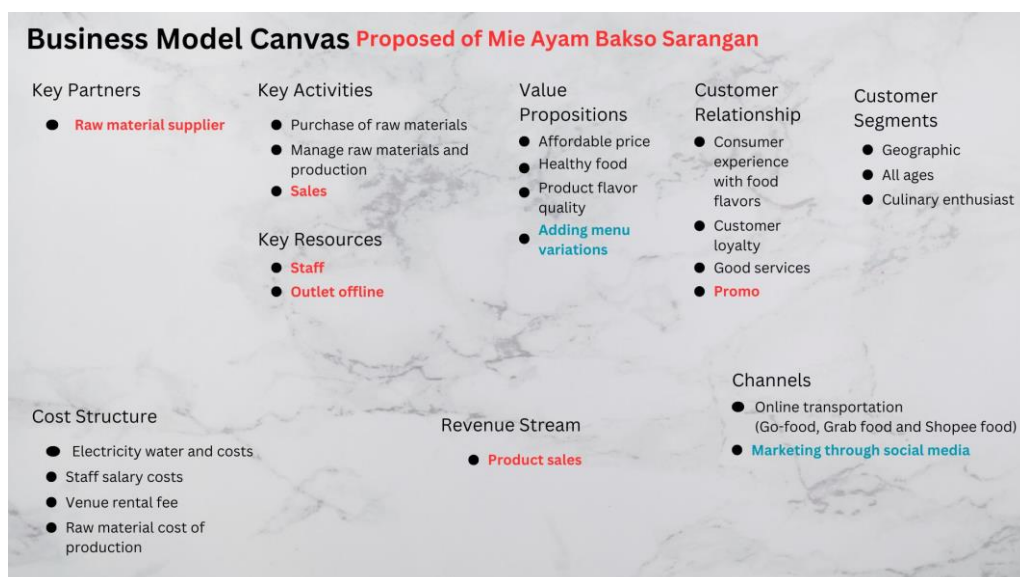 Business Model Canvas Proposed of Mie Ayam Bakso Sarangan
Key Partners
Raw material supplier
Key Activities
Purchase of raw materials
Manage raw materials and
production
Sales
Key Resources
Staff
Outlet offline
Value
Propositions
Affordable price
Healthy food
Product flavor
quality
Adding menu
variations
Customer
Relationship
Consumer
experience
with food
flavors
Customer
loyalty
Good services
Promo
Customer
Segments
Geographic
All ages
Culinary enthusiast
Cost Structure
Electricity water and costs
Staff salary costs
Venue rental fee
Raw material cost of
production
Revenue Stream
Product sales
Channels
Online transportation
(Go-food, Grab food and Shopee food)
Marketing through social media